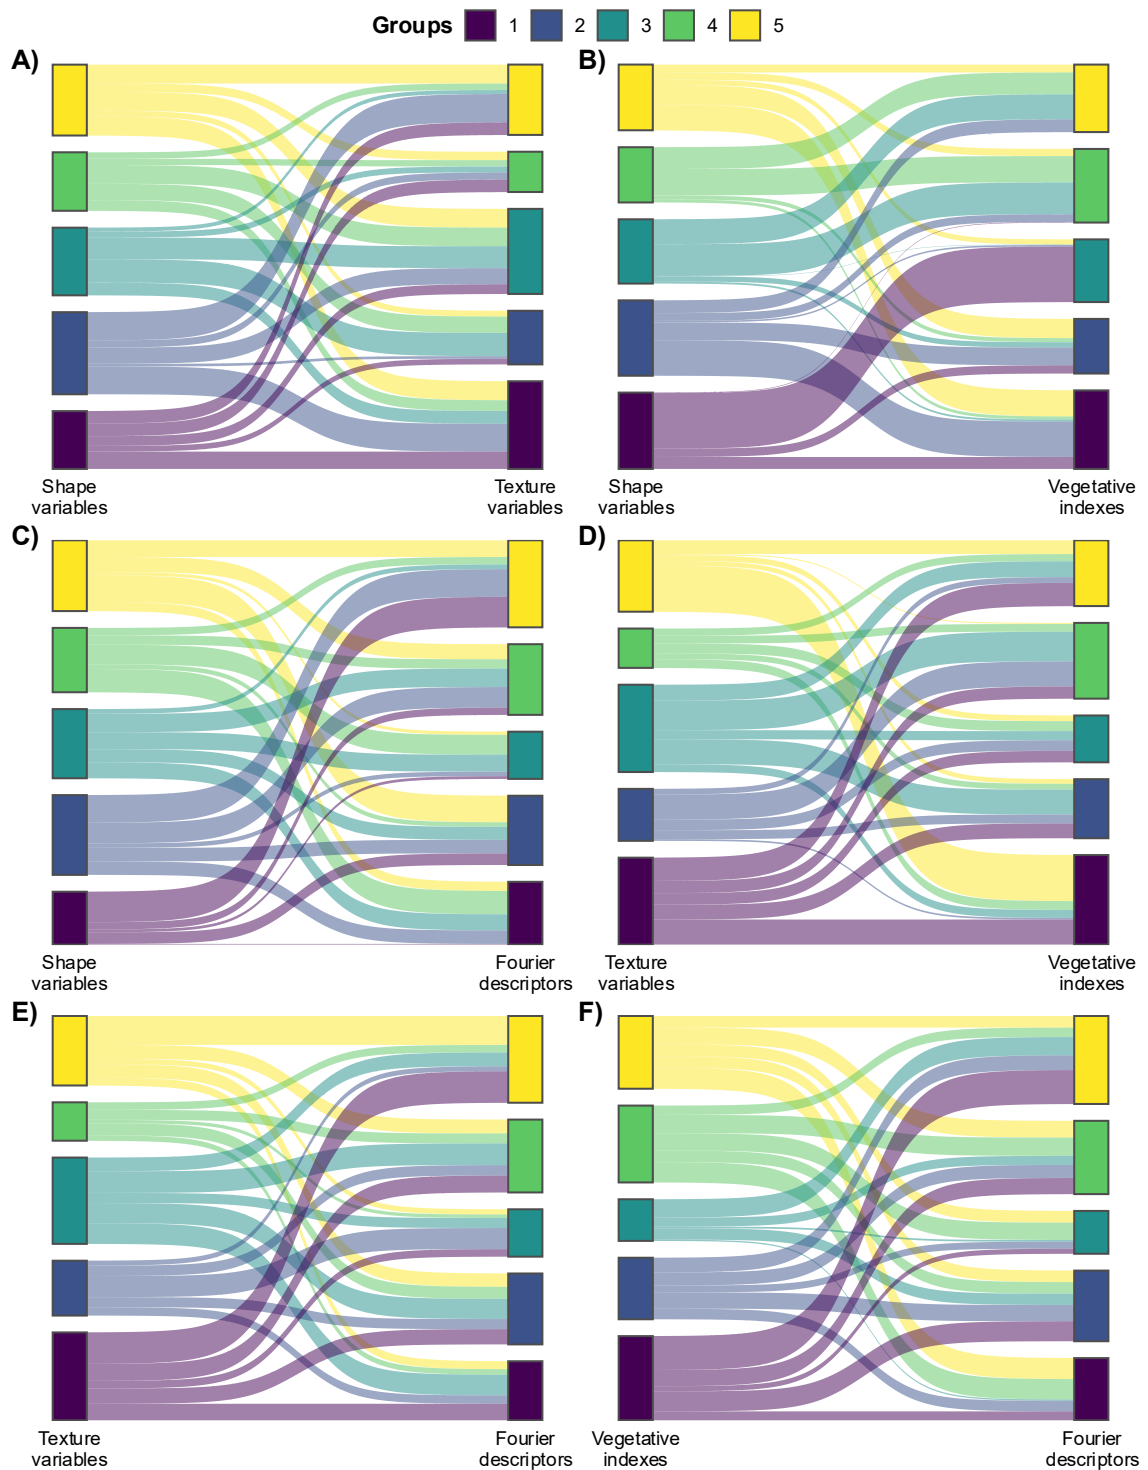 Groups 1 2 3 4 5
A) B)
Shape variables Texture variables Shape variables Vegetative indexes
C) D)
Shape variables Fourier descriptors Texture variables Vegetative indexes
E) F)
Texture variables Fourier descriptors Vegetative indexes Fourier descriptors